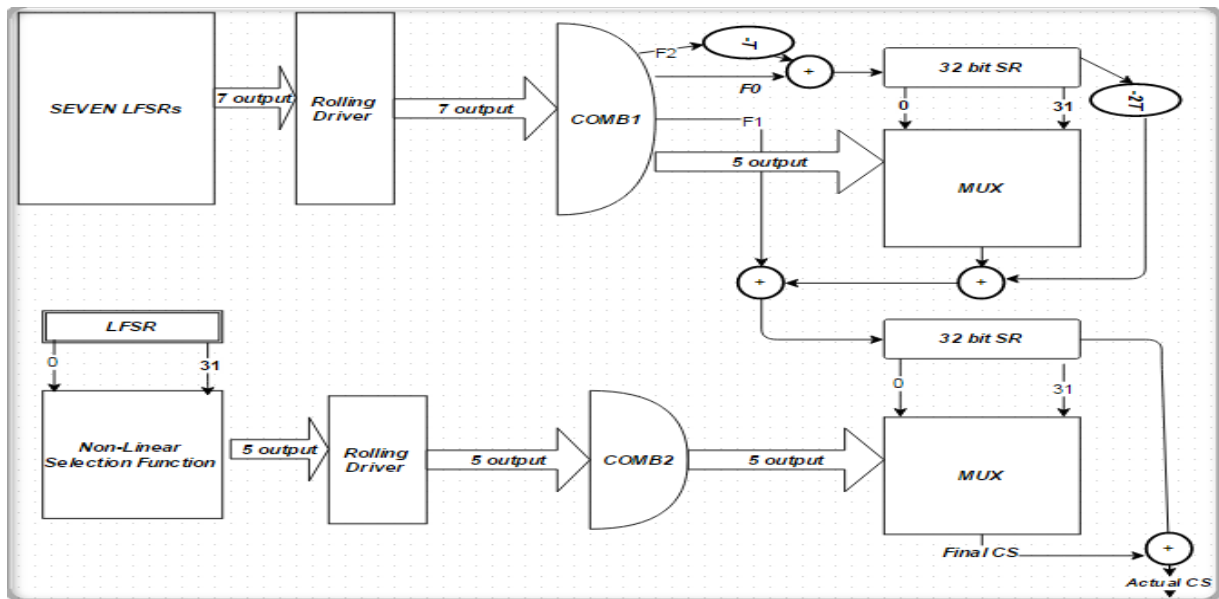 F2
-T
+
32 bit SR
F0
-2T
SEVEN LFSRs
7 output
Rolling
Driver
7 output
COMB1
0
31
F1
5 output
MUX
+
+
LFSR
0
31
32 bit SR
0
31
Non-Linear
Selection Function
5 output
Rolling
Driver
5 output
COMB2
5 output
MUX
Final CS
+
Actual CS